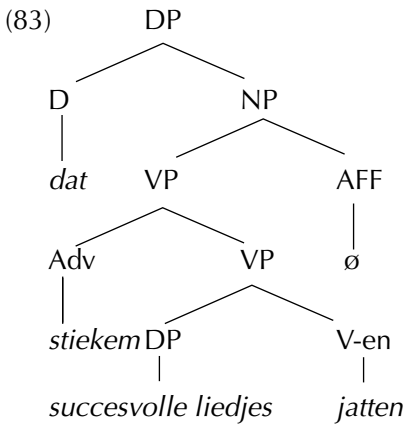 (83) DP
D NP
dat VP AFF
Adv VP ø
stiekem DP V-en
succesvolle liedjes jatten